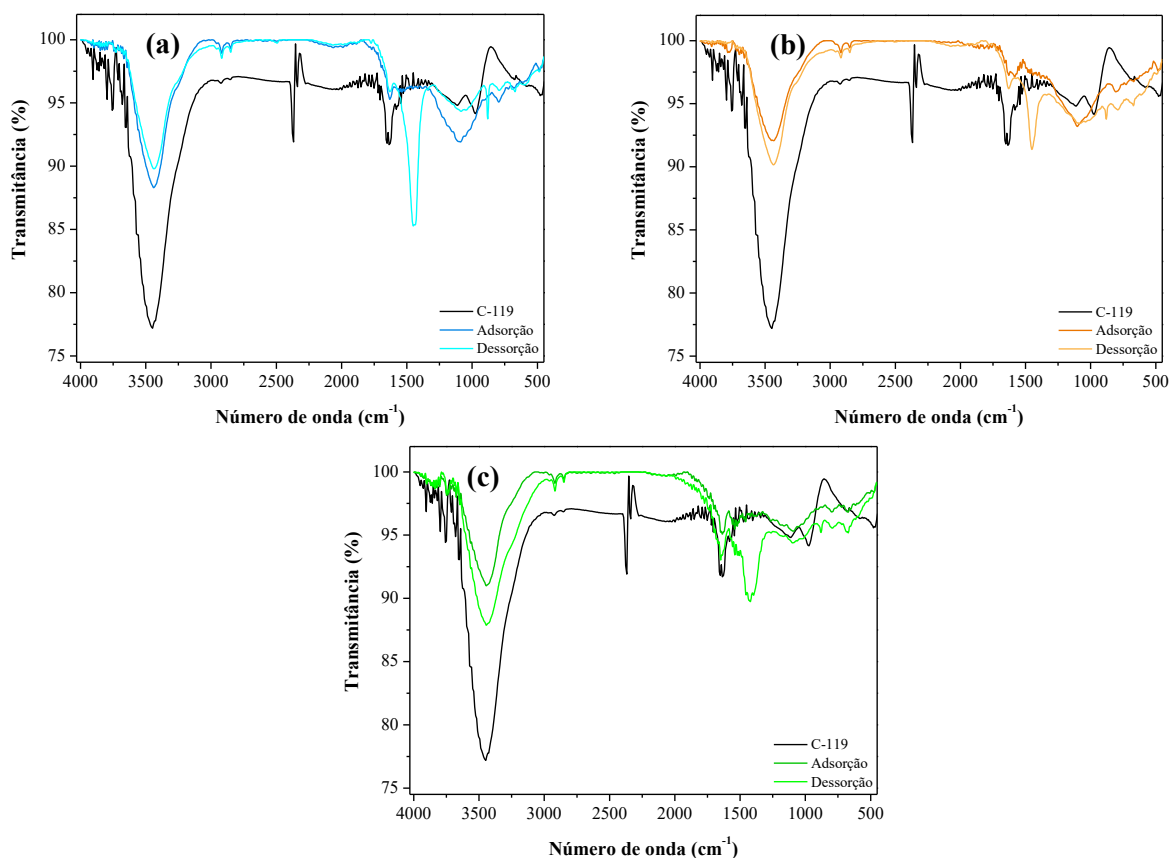 (a)
Transmitância (%)
100
95
90
85
80
75
C-119
Adsorção
Dessorção
4000 3500 3000 2500 2000 1500 1000 500
Número de onda (cm⁻¹)
(b)
Transmitância (%)
100
95
90
85
80
75
C-119
Adsorção
Dessorção
4000 3500 3000 2500 2000 1500 1000 500
Número de onda (cm⁻¹)
(c)
Transmitância (%)
100
95
90
85
80
75
C-119
Adsorção
Dessorção
4000 3500 3000 2500 2000 1500 1000 500
Número de onda (cm⁻¹)